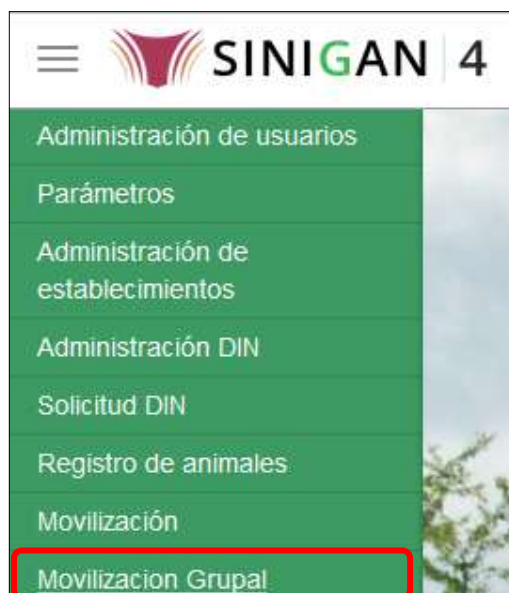 SINIGAN 4
Administración de usuarios
Parámetros
Administración de
establecimientos
Administración DIN
Solicitud DIN
Registro de animales
Movilización
Movilizacion Grupal